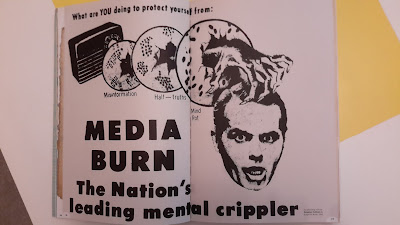 What are YOU doing to protect yourself from:
Misinformation
Half-truths
Mind
Rot
MEDIA
BURN
The Nation's
leading mental crippler